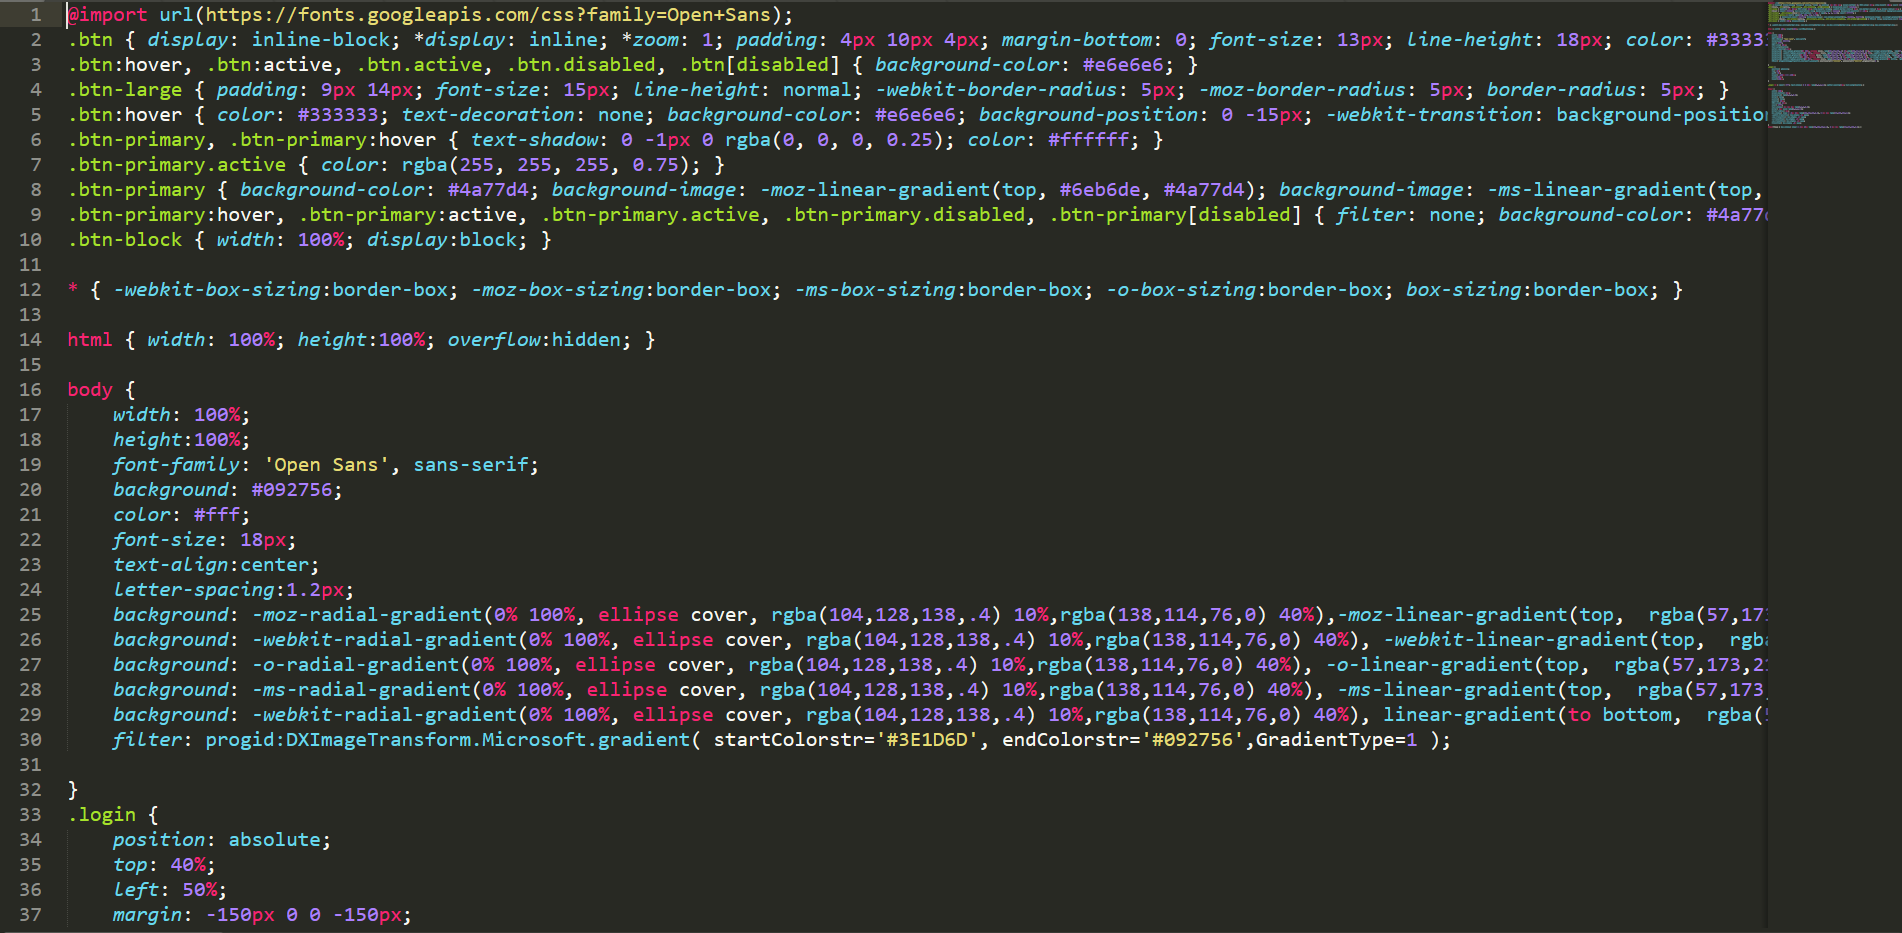 1 @import url(https://fonts.googleapis.com/css?family=Open+Sans);
2 .btn { display: inline-block; *display: inline; *zoom: 1; padding: 4px 10px 4px; margin-bottom: 0; font-size: 13px; line-height: 18px; color: #3333
3 .btn:hover, .btn:active, .btn.active, .btn.disabled, .btn[disabled] { background-color: #e6e6e6; }
4 .btn-large { padding: 9px 14px; font-size: 15px; line-height: normal; -webkit-border-radius: 5px; -moz-border-radius: 5px; border-radius: 5px; }
5 .btn:hover { color: #333333; text-decoration: none; background-color: #e6e6e6; background-position: 0 -15px; -webkit-transition: background-positio
6 .btn-primary, .btn-primary:hover { text-shadow: 0 -1px 0 rgba(0, 0, 0, 0.25); color: #ffffff; }
7 .btn-primary.active { color: rgba(255, 255, 255, 0.75); }
8 .btn-primary { background-color: #4a77d4; background-image: -moz-linear-gradient(top, #6eb6de, #4a77d4); background-image: -ms-linear-gradient(top,
9 .btn-primary:hover, .btn-primary:active, .btn-primary.active, .btn-primary.disabled, .btn-primary[disabled] { filter: none; background-color: #4a77
10 .btn-block { width: 100%; display:block; }
11
12 * { -webkit-box-sizing:border-box; -moz-box-sizing:border-box; -ms-box-sizing:border-box; -o-box-sizing:border-box; box-sizing:border-box; }
13
14 html { width: 100%; height:100%; overflow:hidden; }
15
16 body {
17 width: 100%;
18 height:100%;
19 font-family: 'Open Sans', sans-serif;
20 background: #092756;
21 color: #fff;
22 font-size: 18px;
23 text-align:center;
24 letter-spacing:1.2px;
25 background: -moz-radial-gradient(0% 100%, ellipse cover, rgba(104,128,138,.4) 10%,rgba(138,114,76,0) 40%),-moz-linear-gradient(top,  rgba(57,173
26 background: -webkit-radial-gradient(0% 100%, ellipse cover, rgba(104,128,138,.4) 10%,rgba(138,114,76,0) 40%), -webkit-linear-gradient(top,  rgba
27 background: -o-radial-gradient(0% 100%, ellipse cover, rgba(104,128,138,.4) 10%,rgba(138,114,76,0) 40%), -o-linear-gradient(top,  rgba(57,173,2
28 background: -ms-radial-gradient(0% 100%, ellipse cover, rgba(104,128,138,.4) 10%,rgba(138,114,76,0) 40%), -ms-linear-gradient(top,  rgba(57,173,
29 background: -webkit-radial-gradient(0% 100%, ellipse cover, rgba(104,128,138,.4) 10%,rgba(138,114,76,0) 40%), linear-gradient(to bottom,  rgba(
30 filter: progid:DXImageTransform.Microsoft.gradient( startColorstr='#3E1D6D', endColorstr='#092756',GradientType=1 );
31
32 }
33 .login {
34 position: absolute;
35 top: 40%;
36 left: 50%;
37 margin: -150px 0 0 -150px;